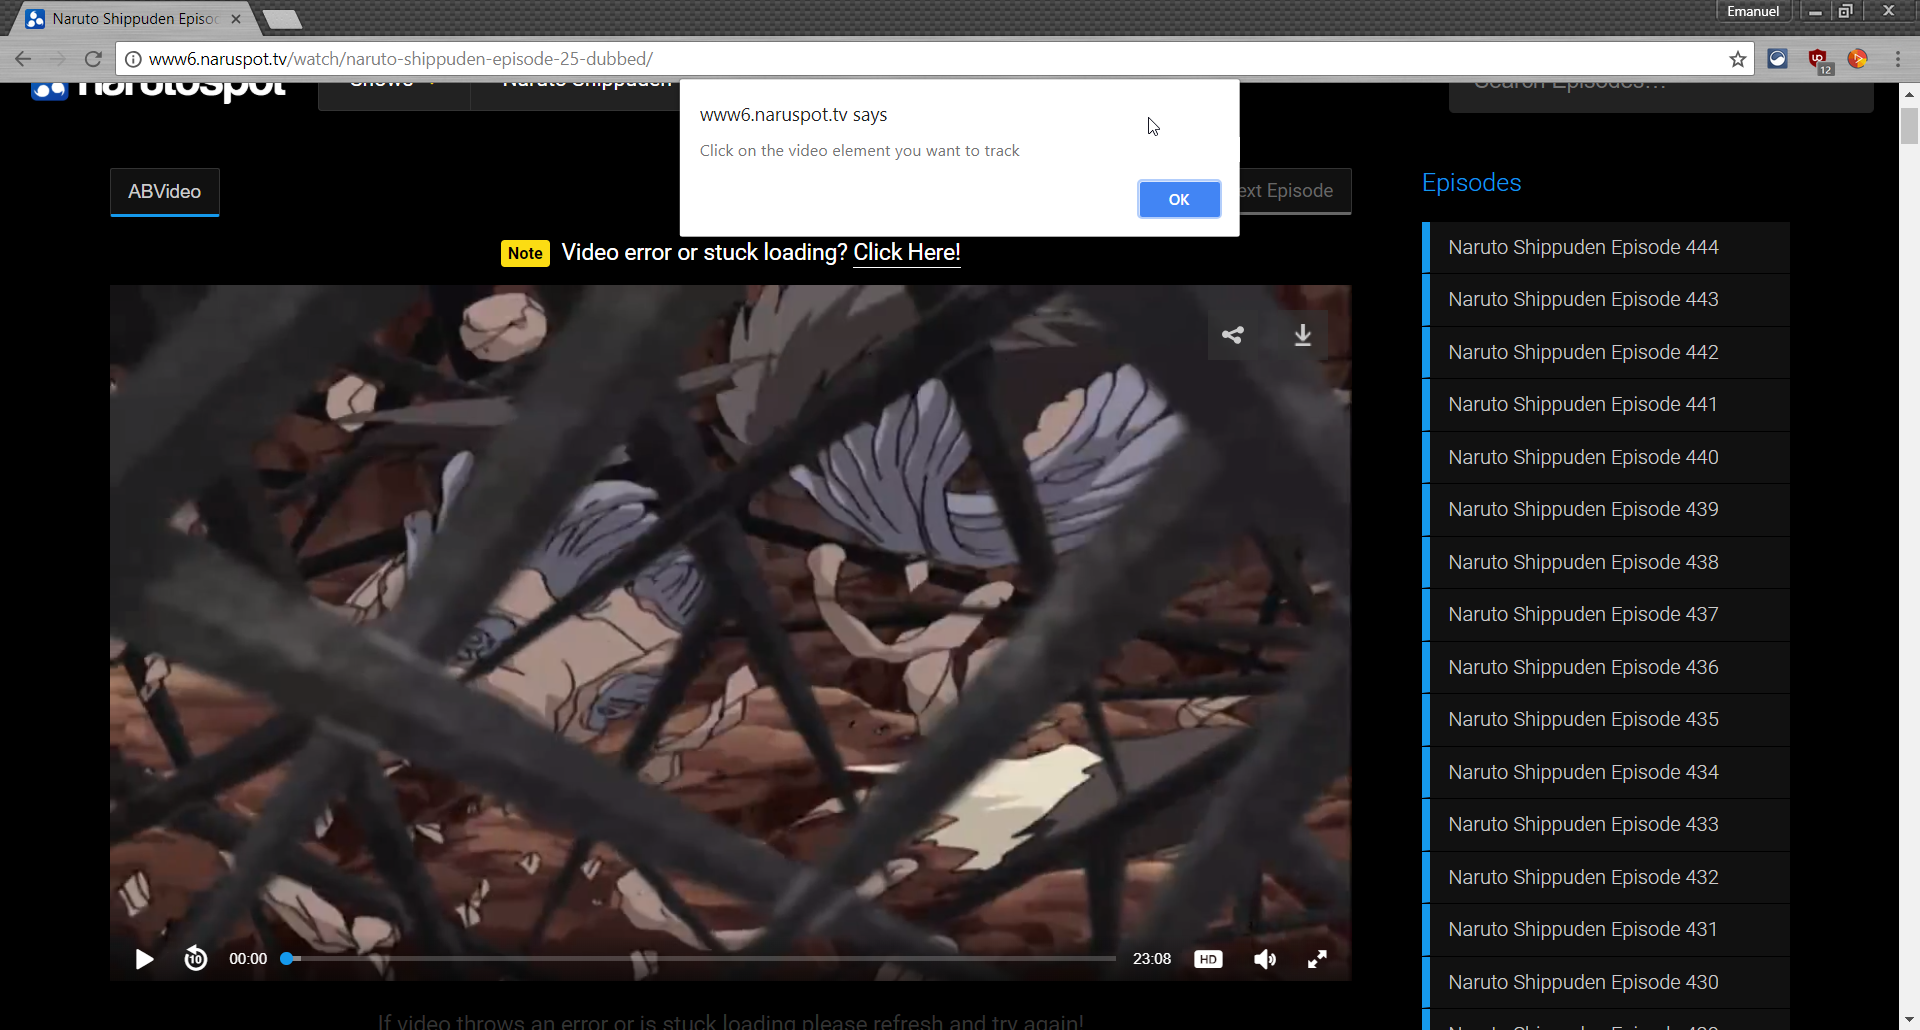 Naruto Shippuden Episo
Emanuel
www6.naruspot.tv/watch/naruto-shippuden-episode-25-dubbed/
12
narutospot
Shows
Naruto Shippuden
Search Episodes...
www6.naruspot.tv says
Click on the video element you want to track
OK
ABVideo
ext Episode
Note Video error or stuck loading? Click Here!
10
00:00
23:08
HD
If video throws an error or is stuck loading please refresh and try again!
Episodes
Naruto Shippuden Episode 444
Naruto Shippuden Episode 443
Naruto Shippuden Episode 442
Naruto Shippuden Episode 441
Naruto Shippuden Episode 440
Naruto Shippuden Episode 439
Naruto Shippuden Episode 438
Naruto Shippuden Episode 437
Naruto Shippuden Episode 436
Naruto Shippuden Episode 435
Naruto Shippuden Episode 434
Naruto Shippuden Episode 433
Naruto Shippuden Episode 432
Naruto Shippuden Episode 431
Naruto Shippuden Episode 430